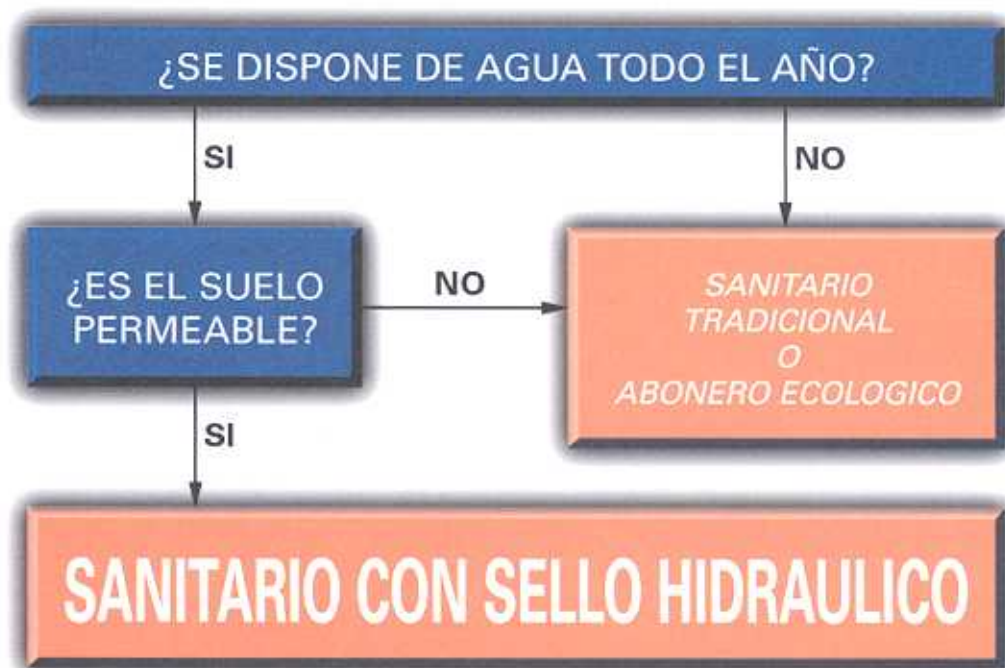 ¿SE DISPONE DE AGUA TODO EL AÑO?
SI
NO
¿ES EL SUELO
PERMEABLE?
NO
SANITARIO
TRADICIONAL
O
ABONERO ECOLOGICO
SI
SANITARIO CON SELLO HIDRAULICO